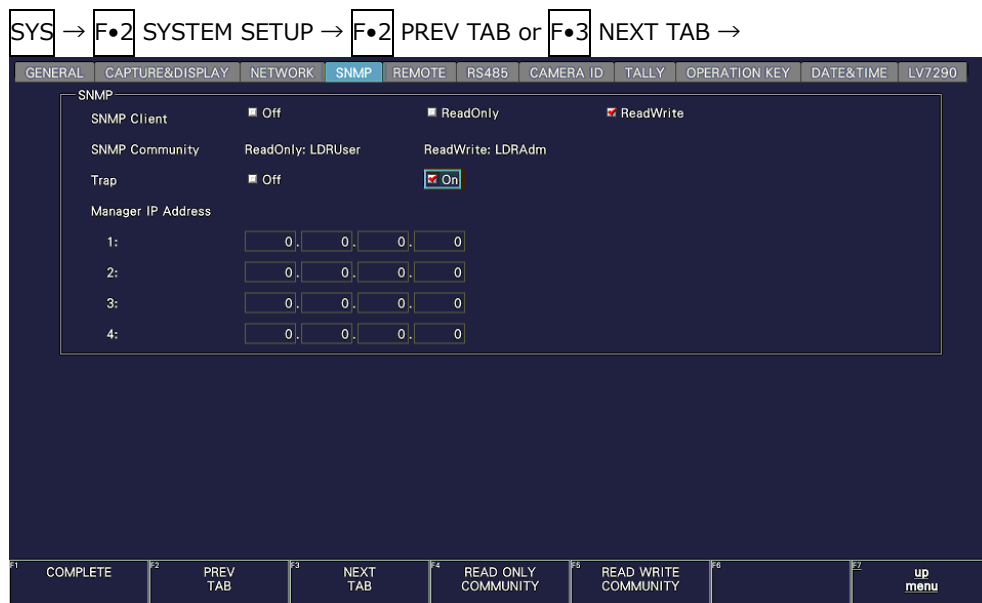 SYS → F•2 SYSTEM SETUP → F•2 PREV TAB or F•3 NEXT TAB →
GENERAL CAPTURE&DISPLAY NETWORK SNMP REMOTE RS485 CAMERA ID TALLY OPERATION KEY DATE&TIME LV7290
SNMP
SNMP Client Off ReadOnly ReadWrite
SNMP Community ReadOnly: LDRUser ReadWrite: LDRAdm
Trap Off On
Manager IP Address
1: 0. 0. 0. 0
2: 0. 0. 0. 0
3: 0. 0. 0. 0
4: 0. 0. 0. 0
F1 COMPLETE F2 PREV TAB F3 NEXT TAB F4 READ ONLY COMMUNITY F5 READ WRITE COMMUNITY F6 F7 up menu